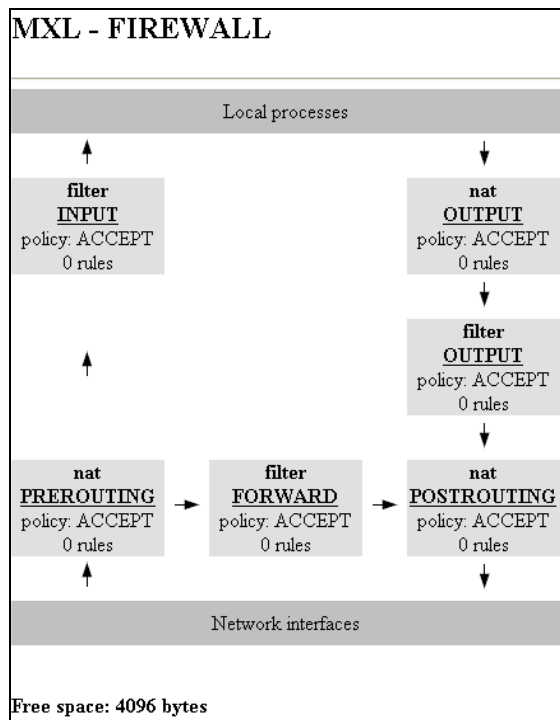 MXL - FIREWALL
Local processes
filter
INPUT
policy: ACCEPT
0 rules
nat
OUTPUT
policy: ACCEPT
0 rules
filter
OUTPUT
policy: ACCEPT
0 rules
nat
PREROUTING
policy: ACCEPT
0 rules
filter
FORWARD
policy: ACCEPT
0 rules
nat
POSTROUTING
policy: ACCEPT
0 rules
Network interfaces
Free space: 4096 bytes